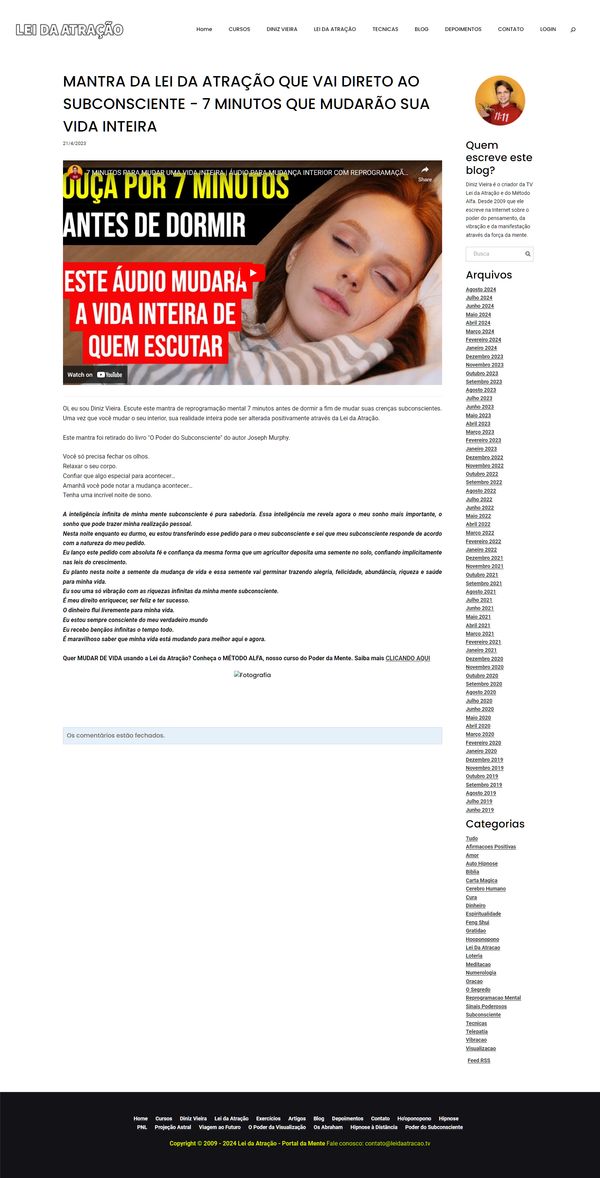 LEI DA ATRAÇÃO
Home CURSOS DINIZ VIEIRA LEI DA ATRAÇÃO TECNICAS BLOG DEPOIMENTOS CONTATO LOGIN
MANTRA DA LEI DA ATRAÇÃO QUE VAI DIRETO AO
SUBCONSCIENTE - 7 MINUTOS QUE MUDARÃO SUA
VIDA INTEIRA
21/4/2023
7 MINUTOS PARA MUDAR UMA VIDA INTEIRA | ÁUDIO PARA MUDANÇA INTERIOR COM REPROGRAMAÇÃ...
Share
OUÇA POR 7 MINUTOS
ANTES DE DORMIR
ESTE ÁUDIO MUDARÁ
A VIDA INTEIRA DE
QUEM ESCUTAR
Watch on YouTube
Oi, eu sou Diniz Vieira. Escute este mantra de reprogramação mental 7 minutos antes de dormir a fim de mudar suas crenças subconscientes.
Uma vez que você mudar o seu interior, sua realidade inteira pode ser alterada positivamente através da Lei da Atração.
Este mantra foi retirado do livro "O Poder do Subconsciente" do autor Joseph Murphy.
Você só precisa fechar os olhos.
Relaxar o seu corpo.
Confiar que algo especial para acontecer...
Amanhã você pode notar a mudança acontecer...
Tenha uma incrível noite de sono.
A inteligência infinita de minha mente subconsciente é pura sabedoria. Essa inteligência me revela agora o meu sonho mais importante, o
sonho que pode trazer minha realização pessoal.
Nesta noite enquanto eu durmo, eu estou transferindo esse pedido para o meu subconsciente e sei que meu subconsciente responde de acordo
com a natureza do meu pedido.
Eu lanço este pedido com absoluta fé e confiança da mesma forma que um agricultor deposita uma semente no solo, confiando implicitamente
nas leis do crescimento.
Eu planto nesta noite a semente da mudança de vida e essa semente vai germinar trazendo alegria, felicidade, abundância, riqueza e saúde
para minha vida.
Eu sou uma só vibração com as riquezas infinitas da minha mente subconsciente.
É meu direito enriquecer, ser feliz e ter sucesso.
O dinheiro flui livremente para minha vida.
Eu estou sempre consciente do meu verdadeiro mundo
Eu recebo bençãos infinitas o tempo todo.
É maravilhoso saber que minha vida está mudando para melhor aqui e agora.
Quer MUDAR DE VIDA usando a Lei da Atração? Conheça o MÉTODO ALFA, nosso curso do Poder da Mente. Saiba mais CLICANDO AQUI
Fotografia
Os comentários estão fechados.
11:11
Quem
escreve este
blog?
Diniz Vieira é o criador da TV
Lei da Atração e do Método
Alfa. Desde 2009 que ele
escreve na Internet sobre o
poder do pensamento, da
vibração e da manifestação
através da força da mente.
Busca
Arquivos
Agosto 2024
Julho 2024
Junho 2024
Maio 2024
Abril 2024
Março 2024
Fevereiro 2024
Janeiro 2024
Dezembro 2023
Novembro 2023
Outubro 2023
Setembro 2023
Agosto 2023
Julho 2023
Junho 2023
Maio 2023
Abril 2023
Março 2023
Fevereiro 2023
Janeiro 2023
Dezembro 2022
Novembro 2022
Outubro 2022
Setembro 2022
Agosto 2022
Julho 2022
Junho 2022
Maio 2022
Abril 2022
Março 2022
Fevereiro 2022
Janeiro 2022
Dezembro 2021
Novembro 2021
Outubro 2021
Setembro 2021
Agosto 2021
Julho 2021
Junho 2021
Maio 2021
Abril 2021
Março 2021
Fevereiro 2021
Janeiro 2021
Dezembro 2020
Novembro 2020
Outubro 2020
Setembro 2020
Agosto 2020
Julho 2020
Junho 2020
Maio 2020
Abril 2020
Março 2020
Fevereiro 2020
Janeiro 2020
Dezembro 2019
Novembro 2019
Outubro 2019
Setembro 2019
Agosto 2019
Julho 2019
Junho 2019
Categorias
Tudo
Afirmacoes Positivas
Amor
Auto Hipnose
Biblia
Carta Magica
Cerebro Humano
Cura
Dinheiro
Espiritualidade
Feng Shui
Gratidao
Hooponopono
Lei Da Atracao
Loteria
Meditacao
Numerologia
Oracao
O Segredo
Reprogramacao Mental
Sinais Poderosos
Subconsciente
Tecnicas
Telepatia
Vibracao
Visualizacao
Feed RSS
Home Cursos Diniz Vieira Lei da Atração Exercícios Artigos Blog Depoimentos Contato Ho'oponopono Hipnose
PNL Projeção Astral Viagem ao Futuro O Poder da Visualização Os Abraham Hipnose à Distância Poder do Subconsciente
Copyright © 2009 - 2024 Lei da Atração - Portal da Mente Fale conosco: contato@leidaatracao.tv